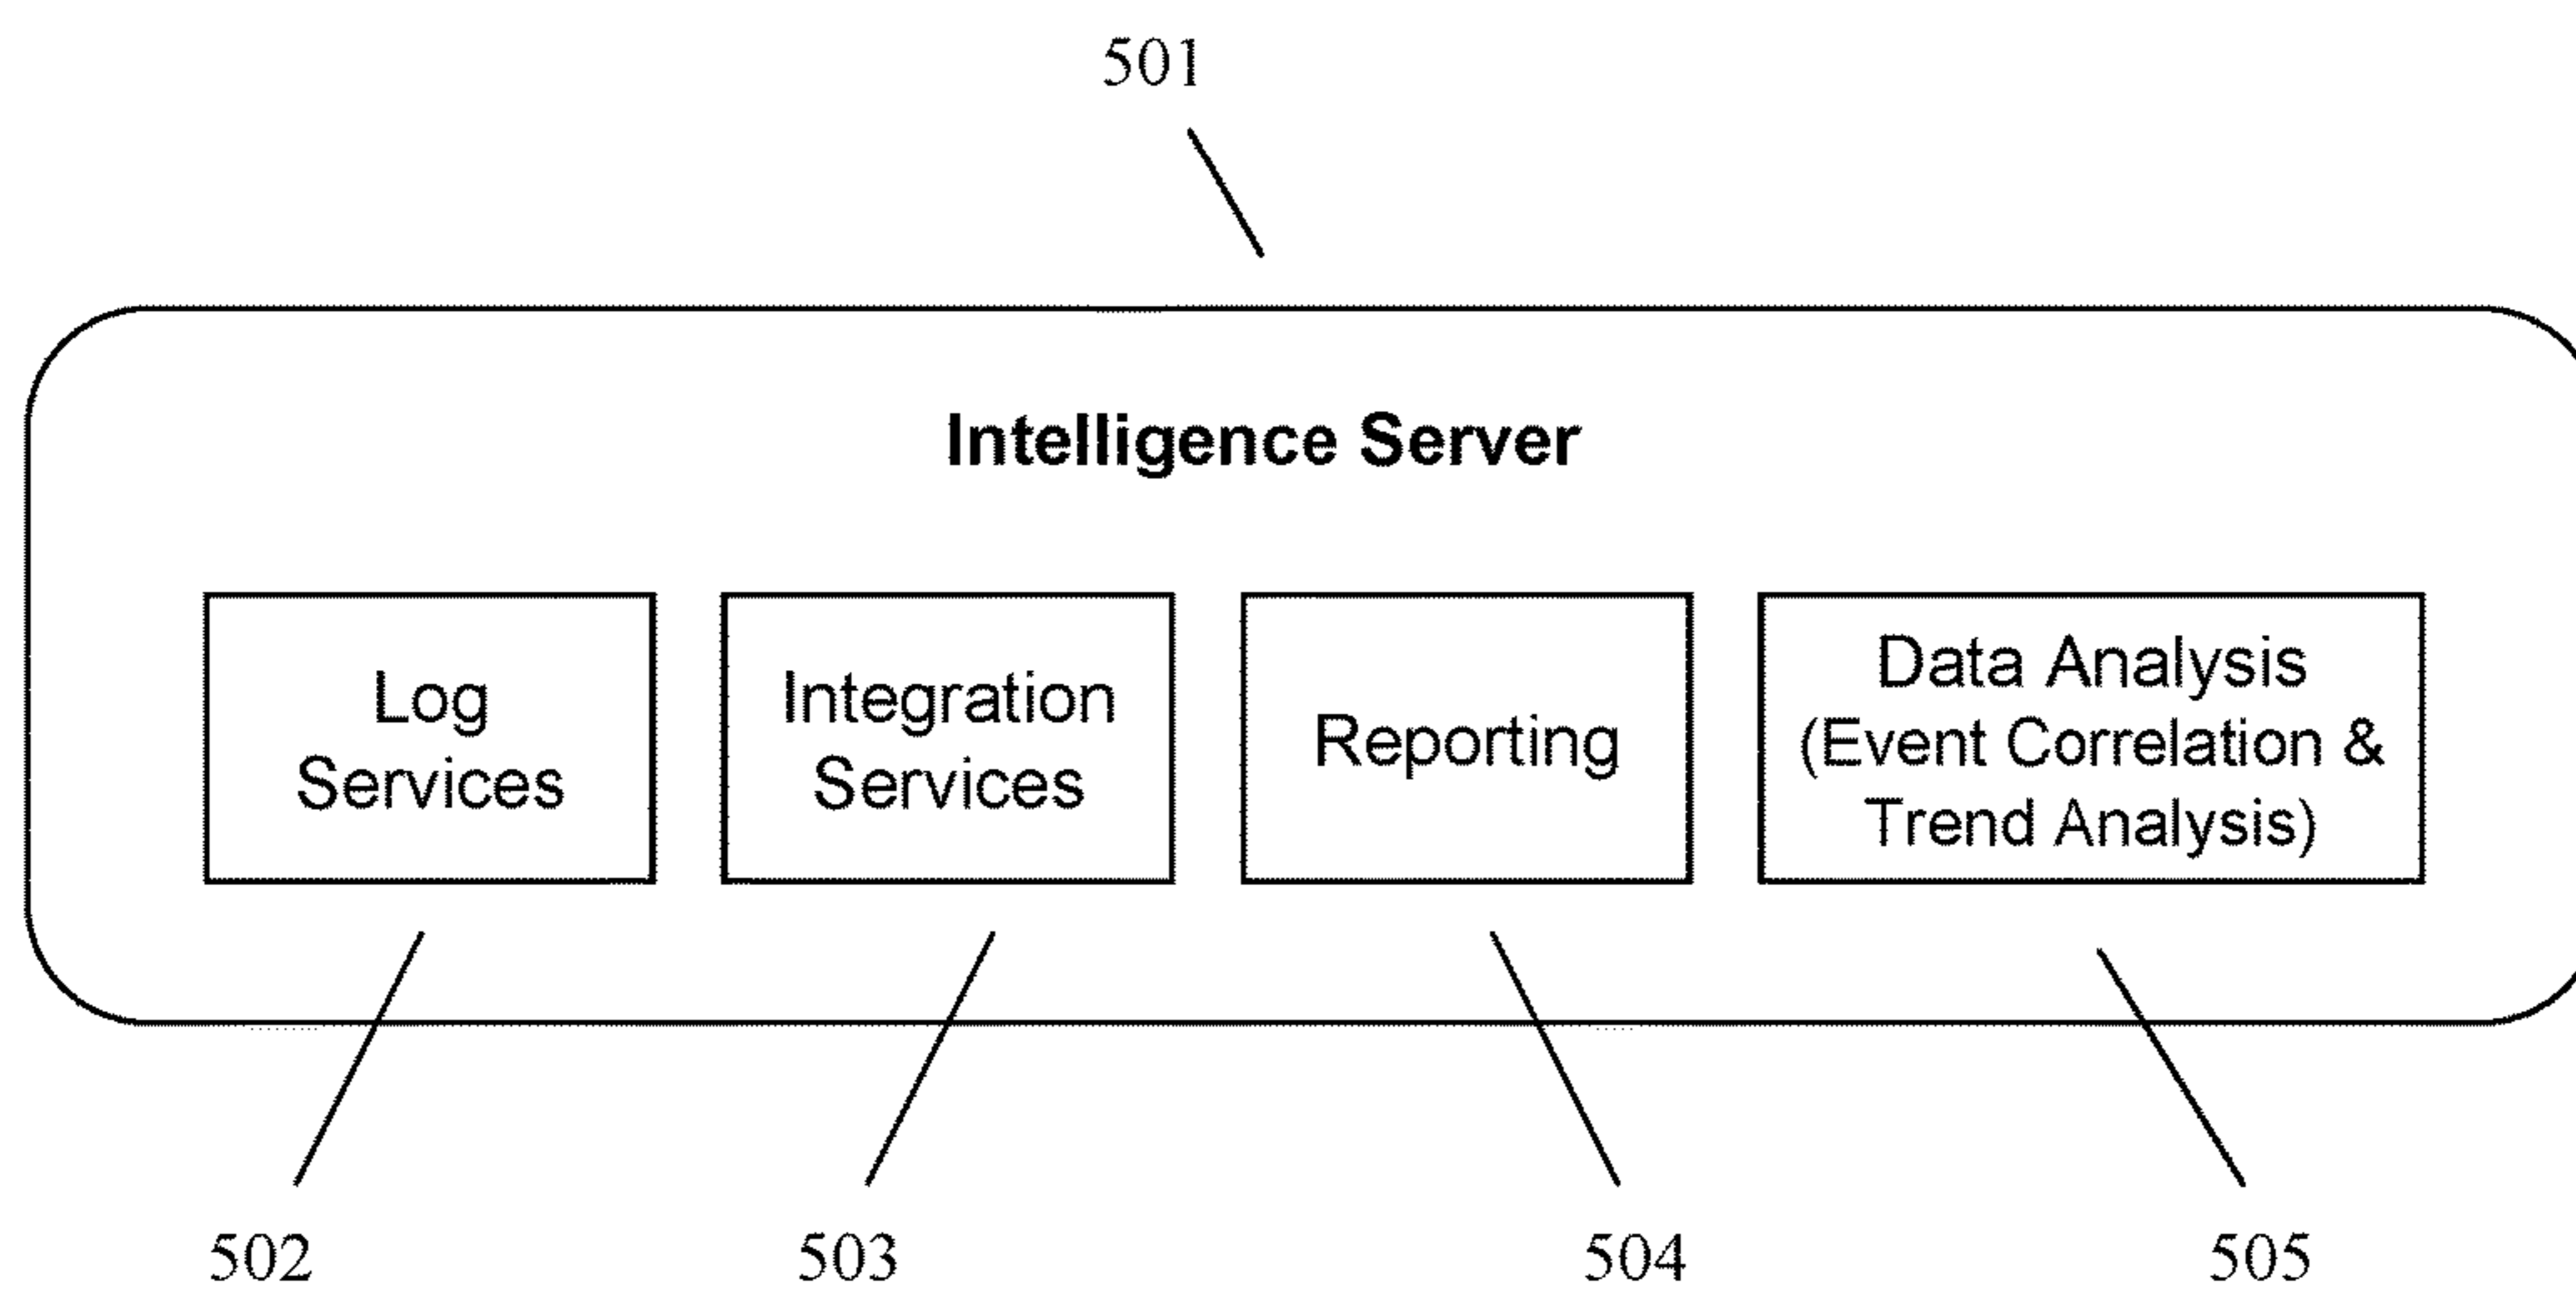 501
Intelligence Server
Log
Services
Integration
Services
Reporting
Data Analysis
(Event Correlation &
Trend Analysis)
502
503
504
505